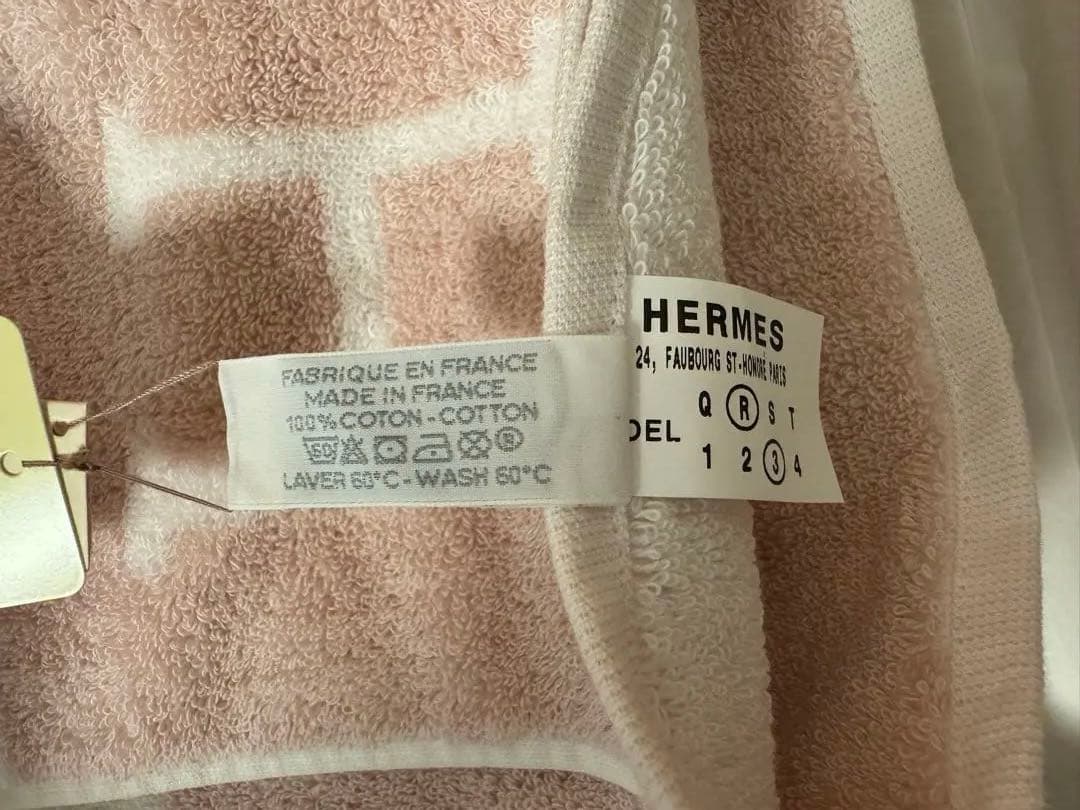 FABRIQUE EN FRANCE
MADE IN FRANCE
100% COTON - COTTON
60
LAVER 60°C - WASH 60°C
HERMES
24, FAUBOURG ST-HONORÉ PARIS
Q R S T
DEL
1 2 3 4